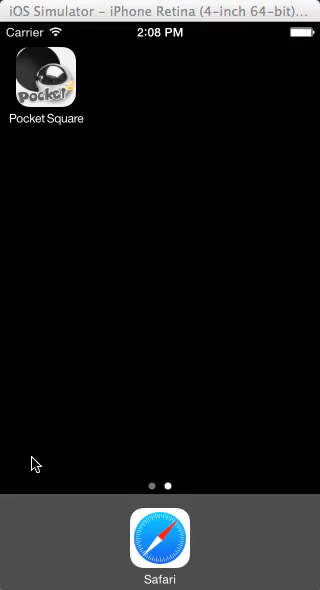 iOS Simulator – iPhone Retina (4-inch 64-bit)...
Carrier 2:08 PM
Pocket
Pocket Square
Safari